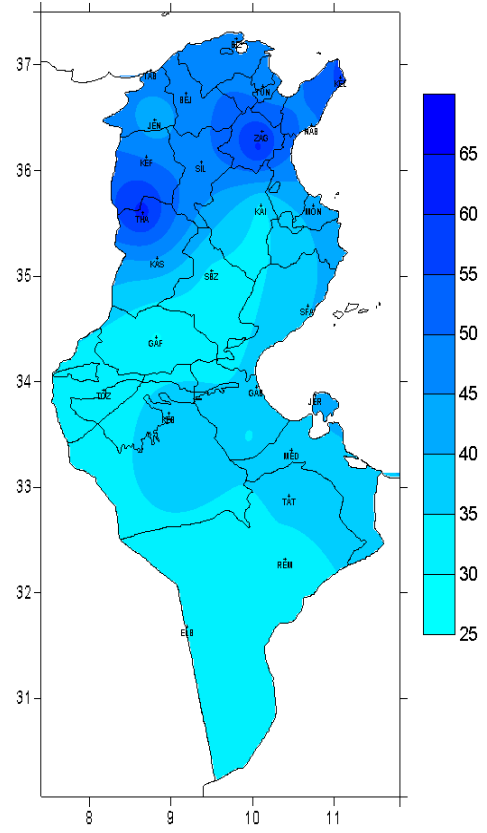 37
36
35
34
33
32
31
8
9
10
11
65
60
55
50
45
40
35
30
25
BIZ
TAB
BEJ
TUN
KEL
JEN
ZAG
NAB
KEF
SIL
THA
KAI
MON
KAS
SBZ
SFA
GAF
TOZ
KEB
GAB
JER
MED
TAT
REM
ELB